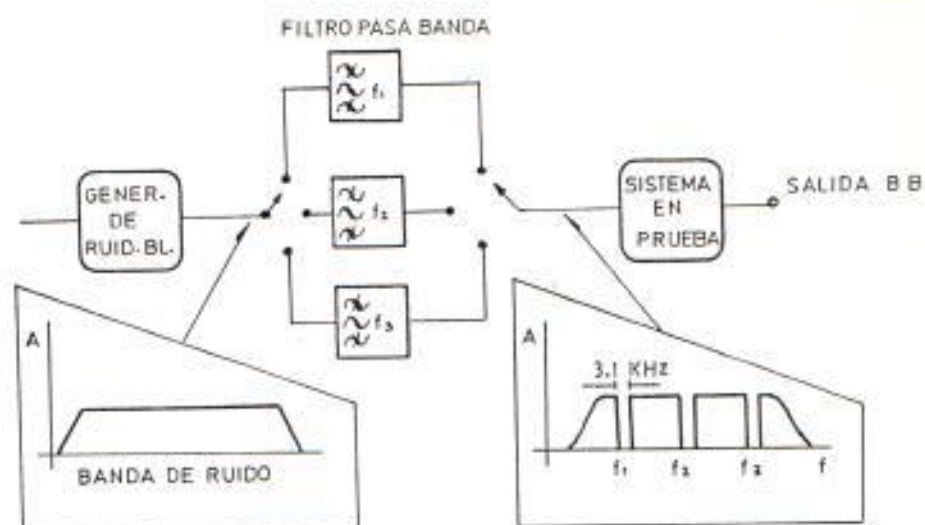 FILTRO PASA BANDA
f₁
GENER.
DE
RUID. BL.
f₂
SISTEMA
EN
PRUEBA
SALIDA BB
f₃
A
BANDA DE RUIDO
A
3.1 KHz
f₁ f₂ f₃ f